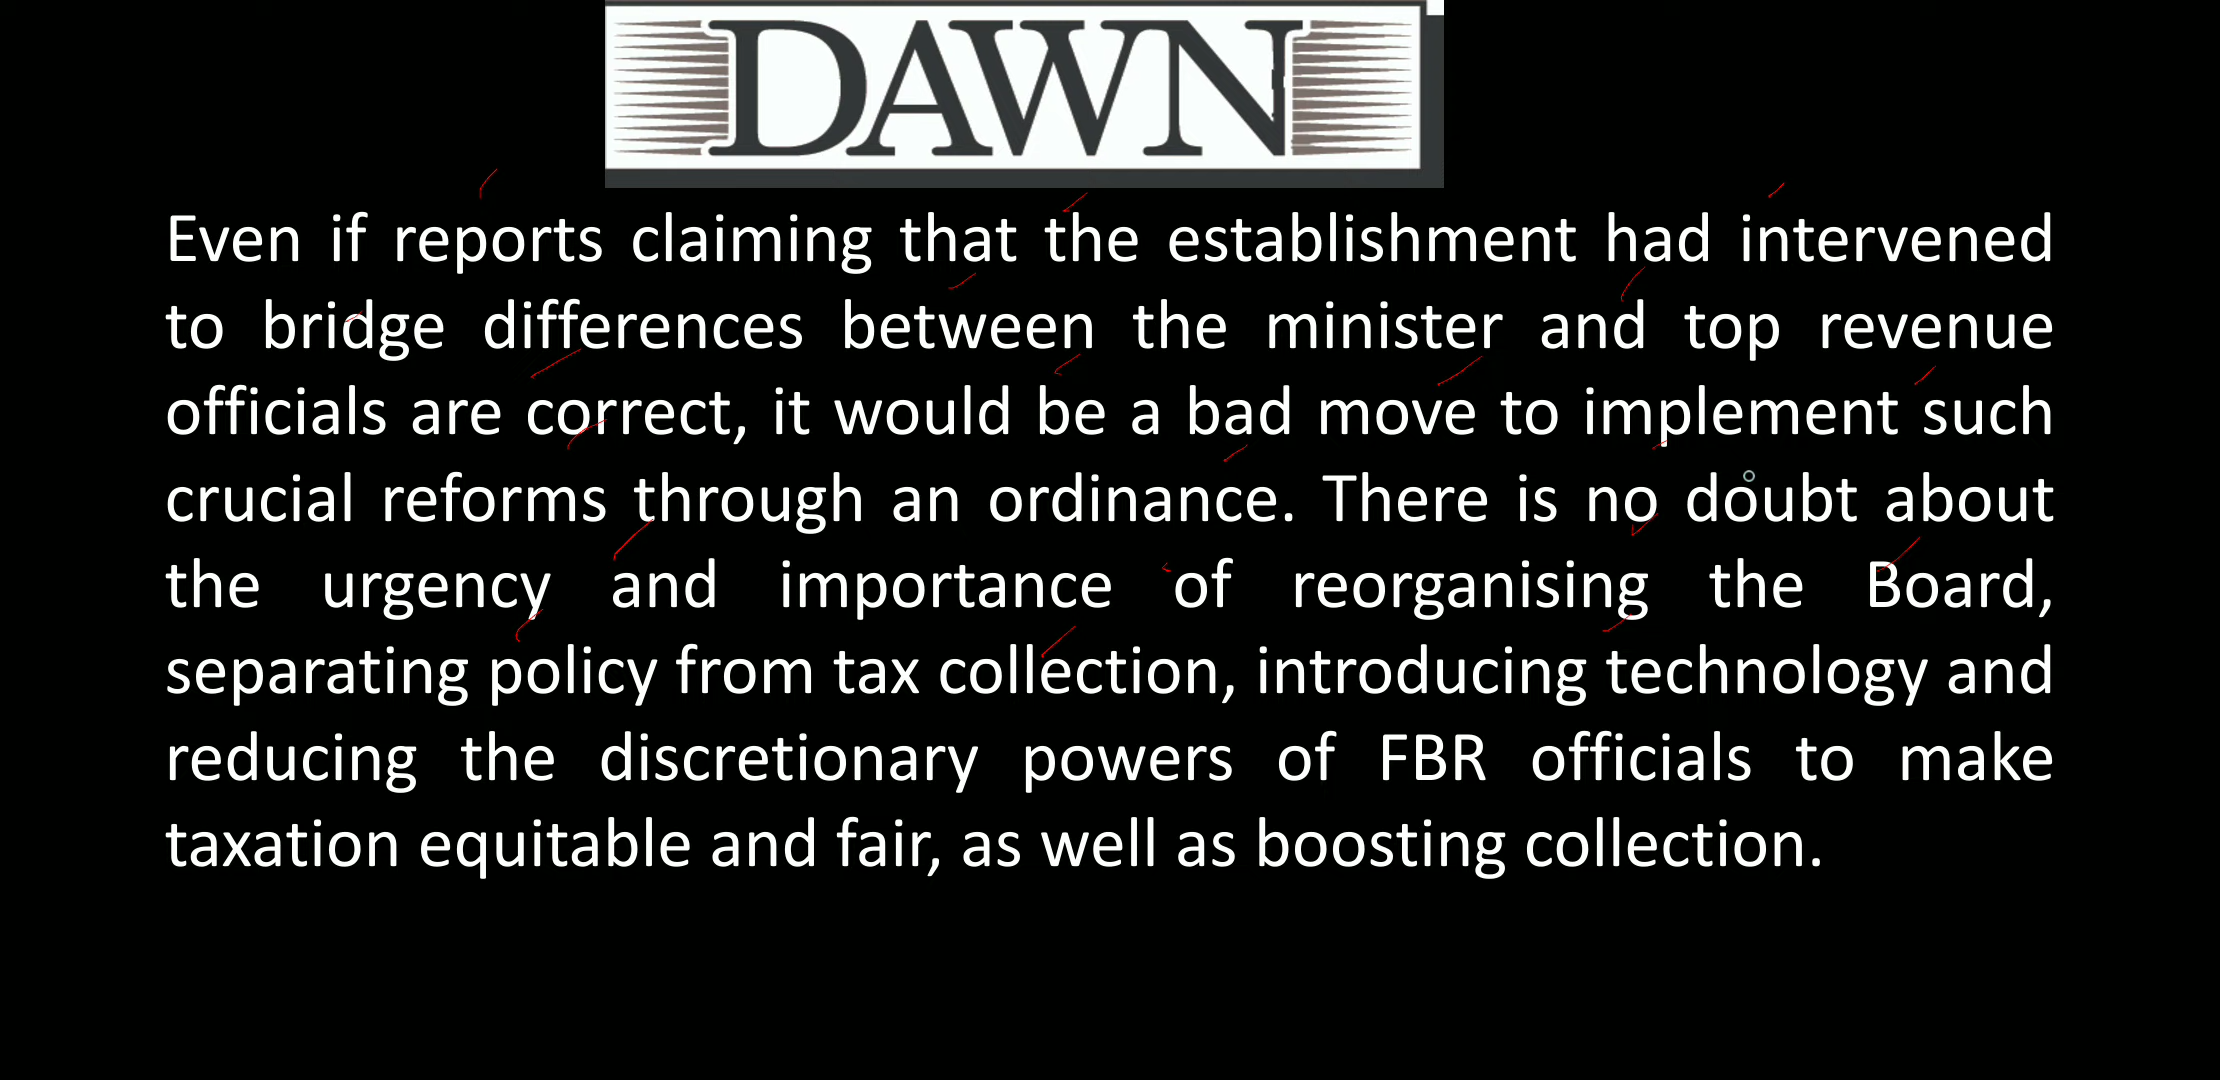 DAWN
Even if reports claiming that the establishment had intervened
to bridge differences between the minister and top revenue
officials are correct, it would be a bad move to implement such
crucial reforms through an ordinance. There is no doubt about
the urgency and importance of reorganising the Board,
separating policy from tax collection, introducing technology and
reducing the discretionary powers of FBR officials to make
taxation equitable and fair, as well as boosting collection.